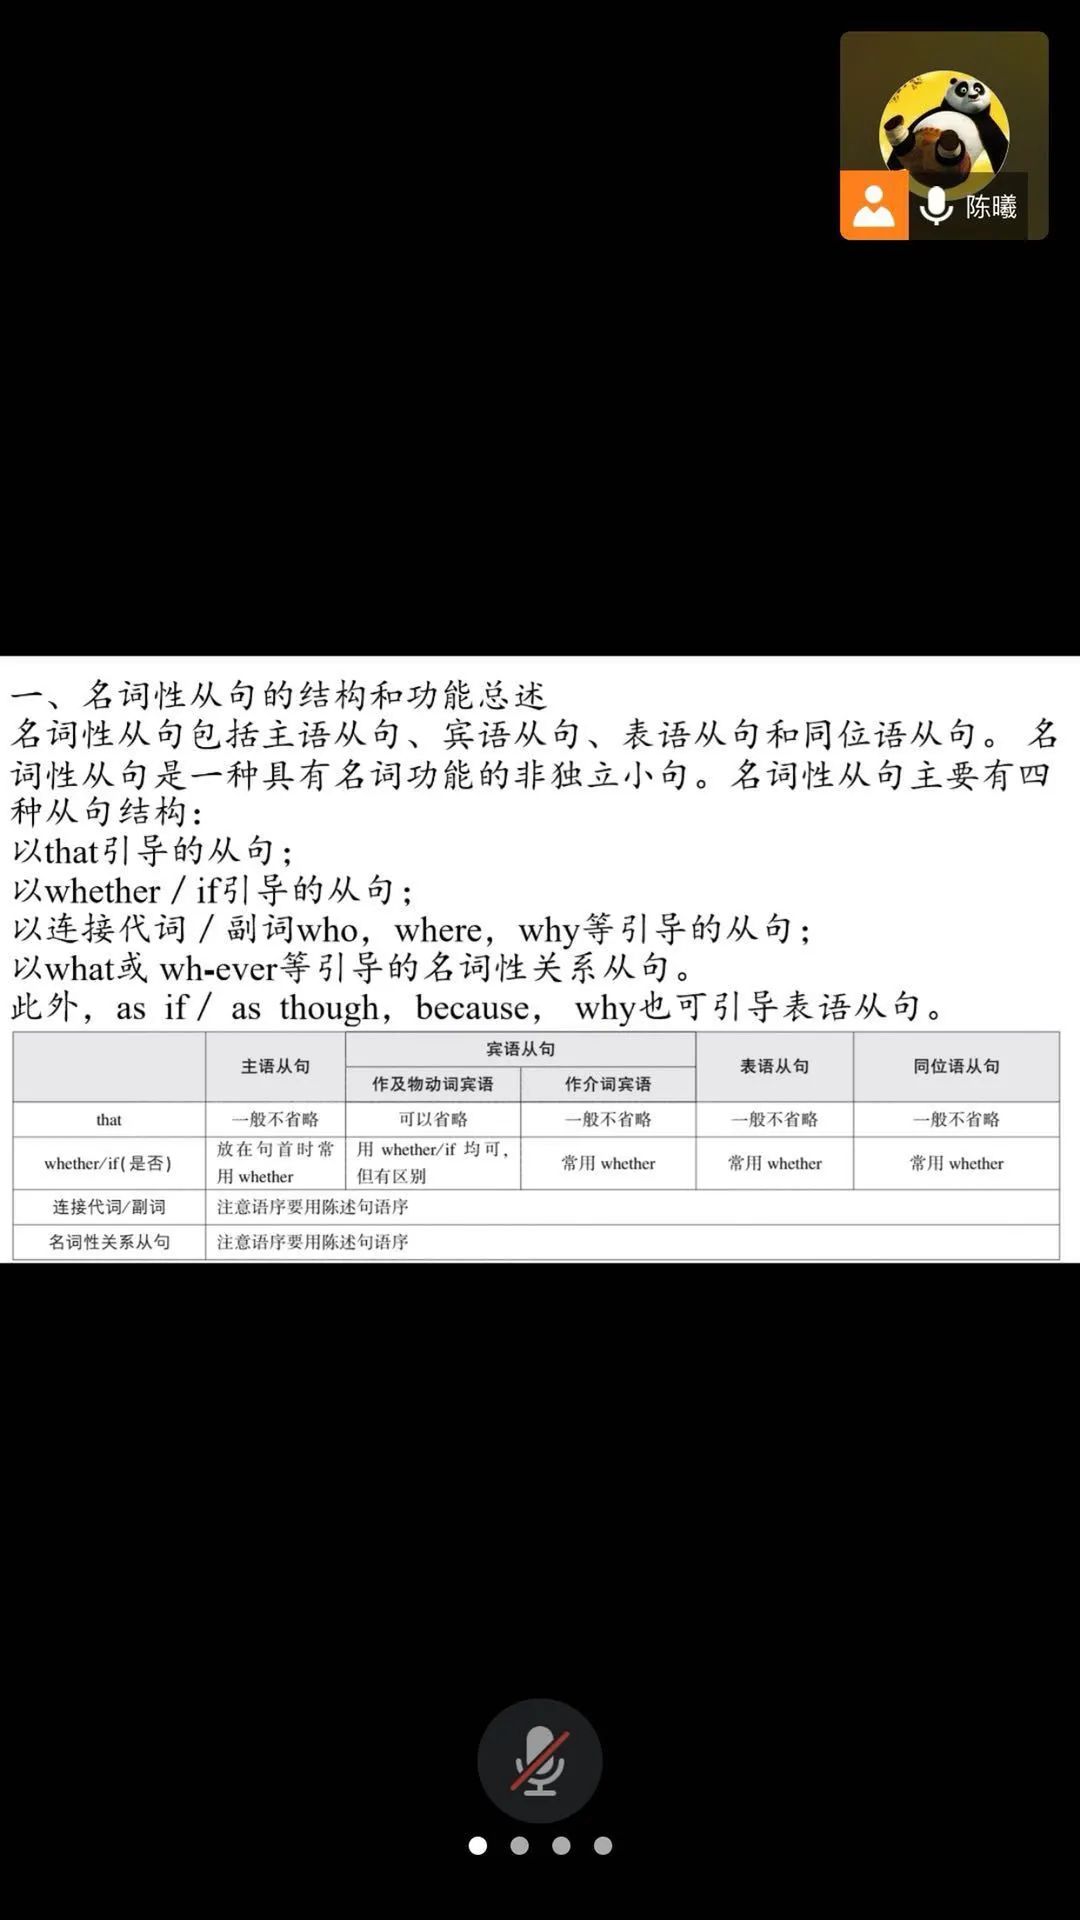 陈曦
一、名词性从句的结构和功能总述
名词性从句包括主语从句、宾语从句、表语从句和同位语从句。 名
词性从句是一种具有名词功能的非独立小句。名词性从句主要有四
种从句结构：
以that引导的从句；
以whether / if引导的从句；
以连接代词 / 副词who，where，why等引导的从句；
以what或 wh-ever等引导的名词性关系从句。
此外，as if / as though，because， why也可引导表语从句。
主语从句 宾语从句 表语从句 同位语从句
作及物动词宾语 作介词宾语
that 一般不省略 可以省略 一般不省略 一般不省略 一般不省略
whether/if(是否) 放在句首时常 用 whether/if 均可， 常用 whether 常用 whether 常用 whether
用 whether 但有区别
连接代词/副词 注意语序要用陈述句语序
名词性关系从句 注意语序要用陈述句语序